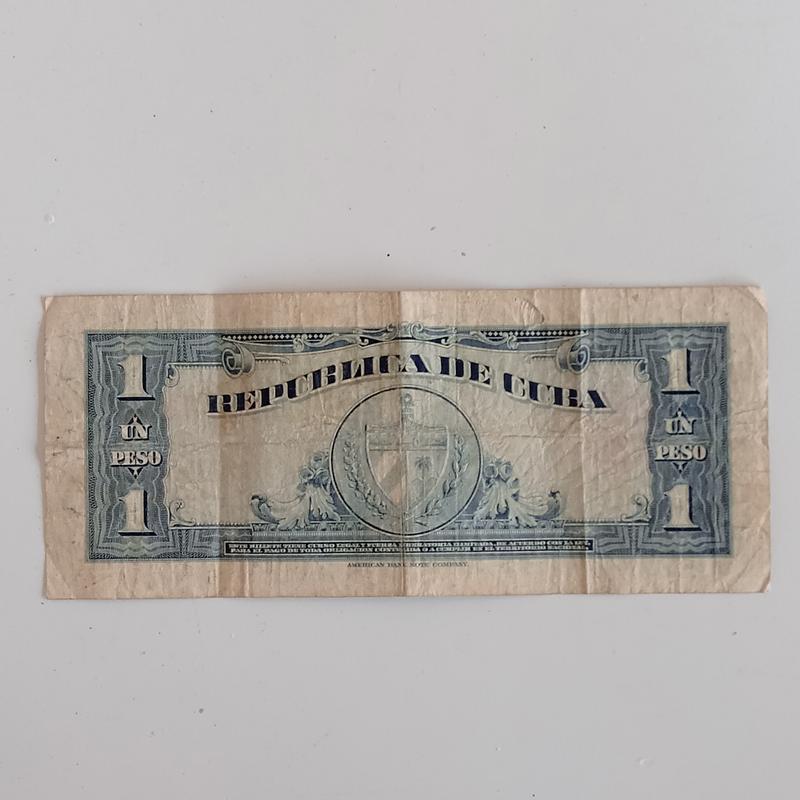 REPUBLICA DE CUBA
1
UN
PESO
1
1
UN
PESO
1
ESTE BILLETE TIENE CURSO LEGAL Y FUERZA LIBERATORIA ILIMITADA, DE ACUERDO CON LA LEY,
PARA EL PAGO DE TODA OBLIGACION CONTRAIDA O A CUMPLIR EN EL TERRITORIO NACIONAL.
AMERICAN BANK NOTE COMPANY.